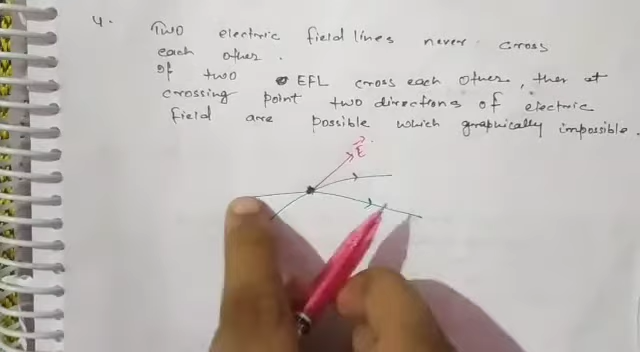 4. Two electric field lines never cross
each other.
of two EFL cross each other, then at
crossing point two directions of electric
field are possible which graphically impossible.
E